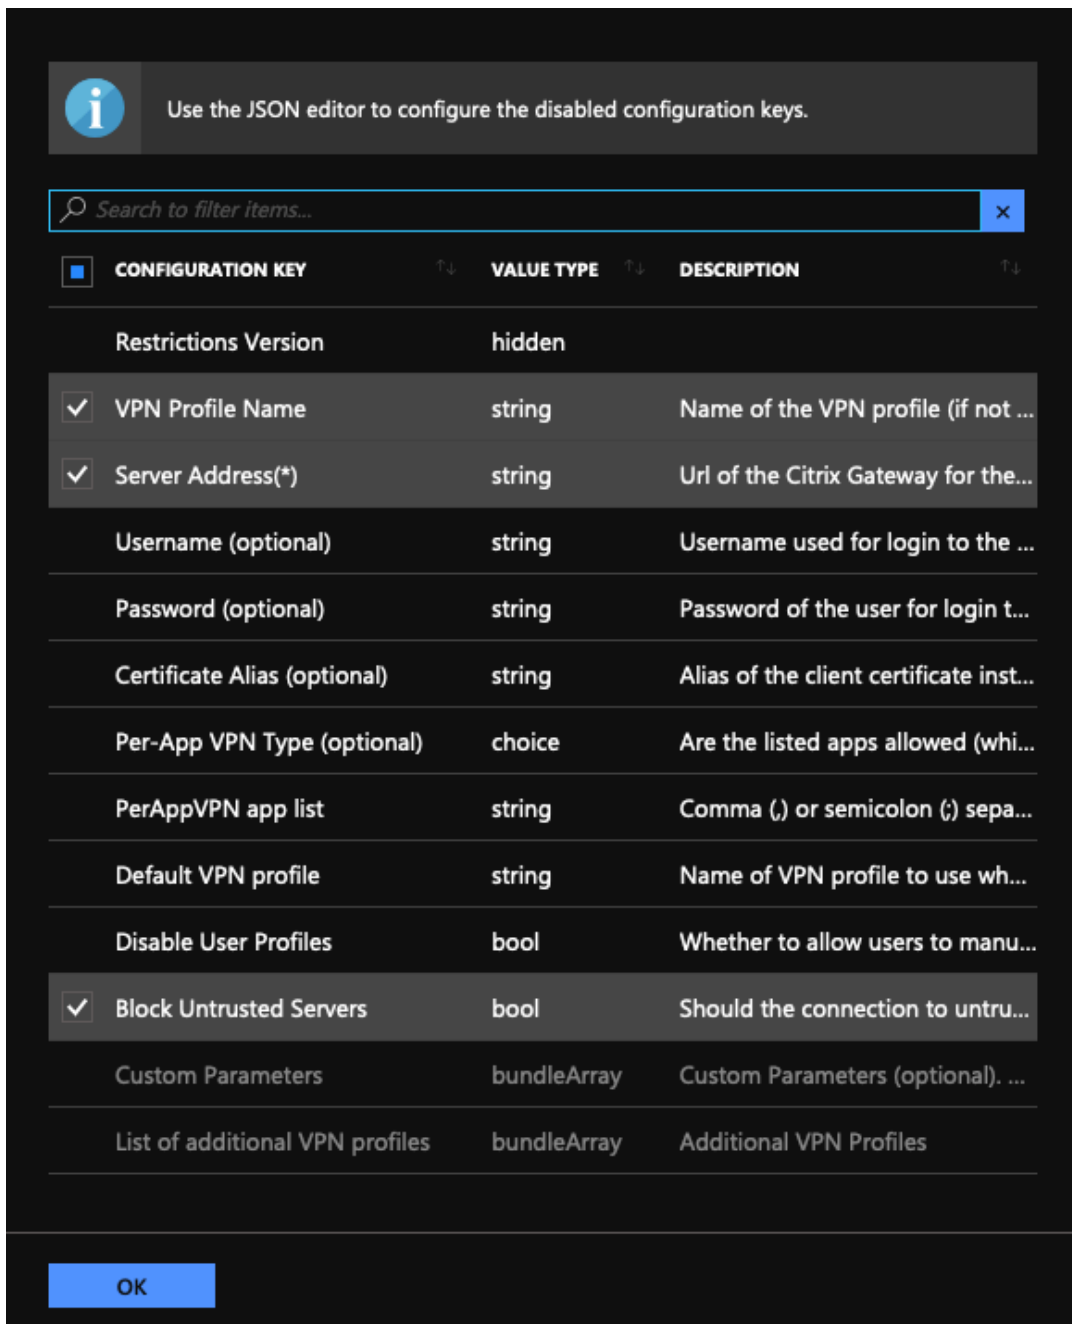 Use the JSON editor to configure the disabled configuration keys.
Search to filter items...
CONFIGURATION KEY VALUE TYPE DESCRIPTION
Restrictions Version hidden
VPN Profile Name string Name of the VPN profile (if not ...
Server Address(*) string Url of the Citrix Gateway for the...
Username (optional) string Username used for login to the ...
Password (optional) string Password of the user for login t...
Certificate Alias (optional) string Alias of the client certificate inst...
Per-App VPN Type (optional) choice Are the listed apps allowed (whi...
PerAppVPN app list string Comma (,) or semicolon (;) sepa...
Default VPN profile string Name of VPN profile to use wh...
Disable User Profiles bool Whether to allow users to manu...
Block Untrusted Servers bool Should the connection to untru...
Custom Parameters bundleArray Custom Parameters (optional). ...
List of additional VPN profiles bundleArray Additional VPN Profiles
OK